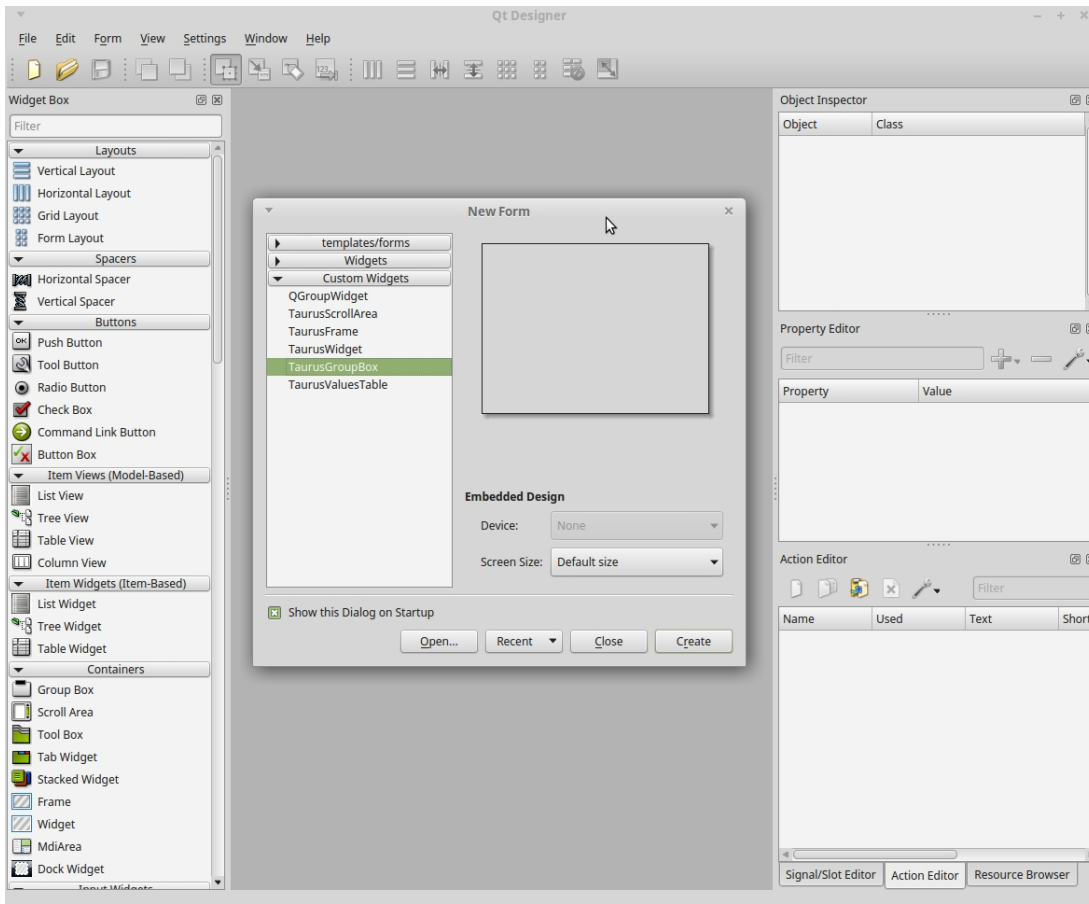 Qt Designer
File Edit Form View Settings Window Help
Widget Box
Filter
Layouts
Vertical Layout
Horizontal Layout
Grid Layout
Form Layout
Spacers
Horizontal Spacer
Vertical Spacer
Buttons
OK Push Button
Tool Button
Radio Button
Check Box
Command Link Button
Button Box
Item Views (Model-Based)
List View
Tree View
Table View
Column View
Item Widgets (Item-Based)
List Widget
Tree Widget
Table Widget
Containers
Group Box
Scroll Area
Tool Box
Tab Widget
Stacked Widget
Frame
Widget
MdiArea
Dock Widget
Input Widgets
New Form
templates/forms
Widgets
Custom Widgets
QGroupWidget
TaurusScrollArea
TaurusFrame
TaurusWidget
TaurusGroupBox
TaurusValuesTable
Embedded Design
Device: None
Screen Size: Default size
Show this Dialog on Startup
Open... Recent Close Create
Object Inspector
Object Class
Property Editor
Filter
Property Value
Action Editor
Filter
Name Used Text Short
Signal/Slot Editor Action Editor Resource Browser